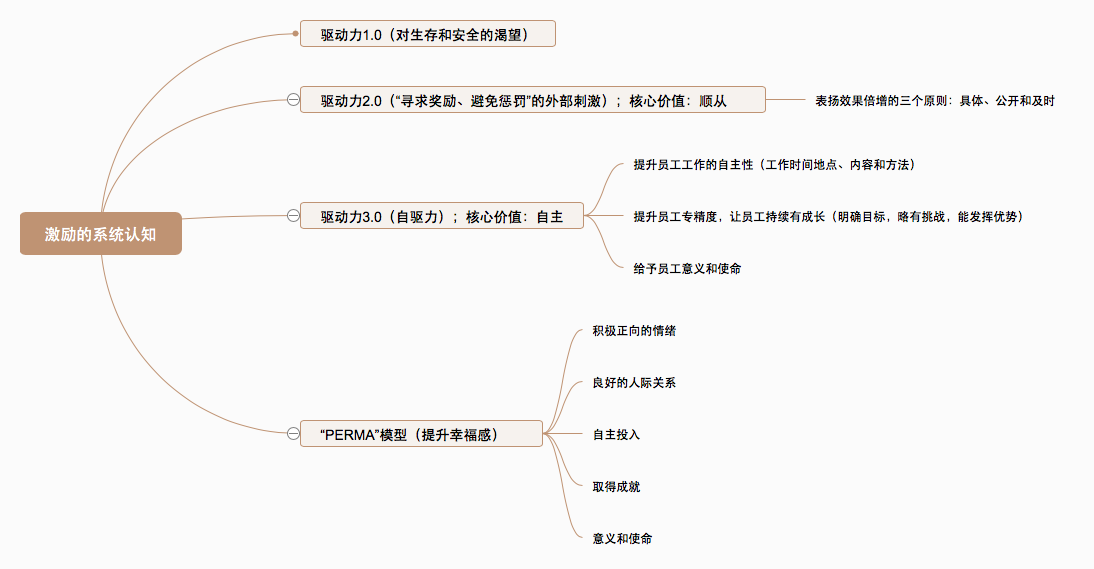 驱动力1.0（对生存和安全的渴望）
驱动力2.0（“寻求奖励、避免惩罚”的外部刺激）；核心价值：顺从
表扬效果倍增的三个原则：具体、公开和及时
激励的系统认知
驱动力3.0（自驱力）；核心价值：自主
提升员工工作的自主性（工作时间地点、内容和方法）
提升员工专精度，让员工持续有成长（明确目标，略有挑战，能发挥优势）
给予员工意义和使命
“PERMA”模型（提升幸福感）
积极正向的情绪
良好的人际关系
自主投入
取得成就
意义和使命